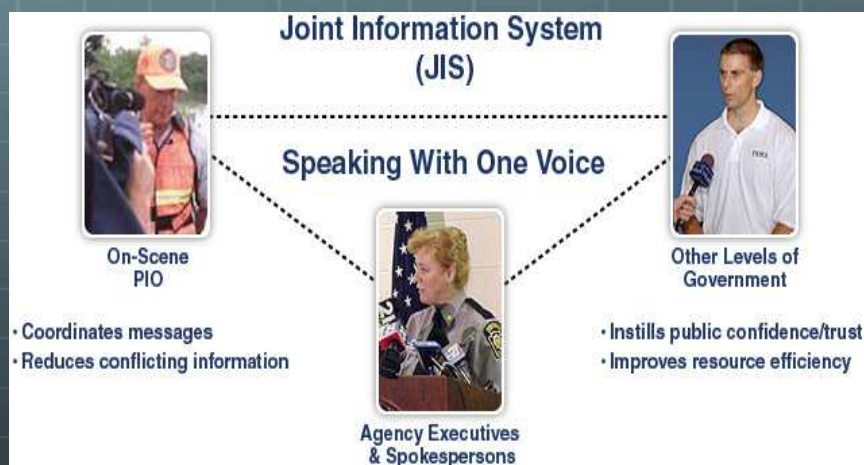 Joint Information System
(JIS)
Speaking With One Voice
On-Scene
PIO
• Coordinates messages
• Reduces conflicting information
Agency Executives
& Spokespersons
Other Levels of
Government
• Instills public confidence/trust
• Improves resource efficiency
FEMA